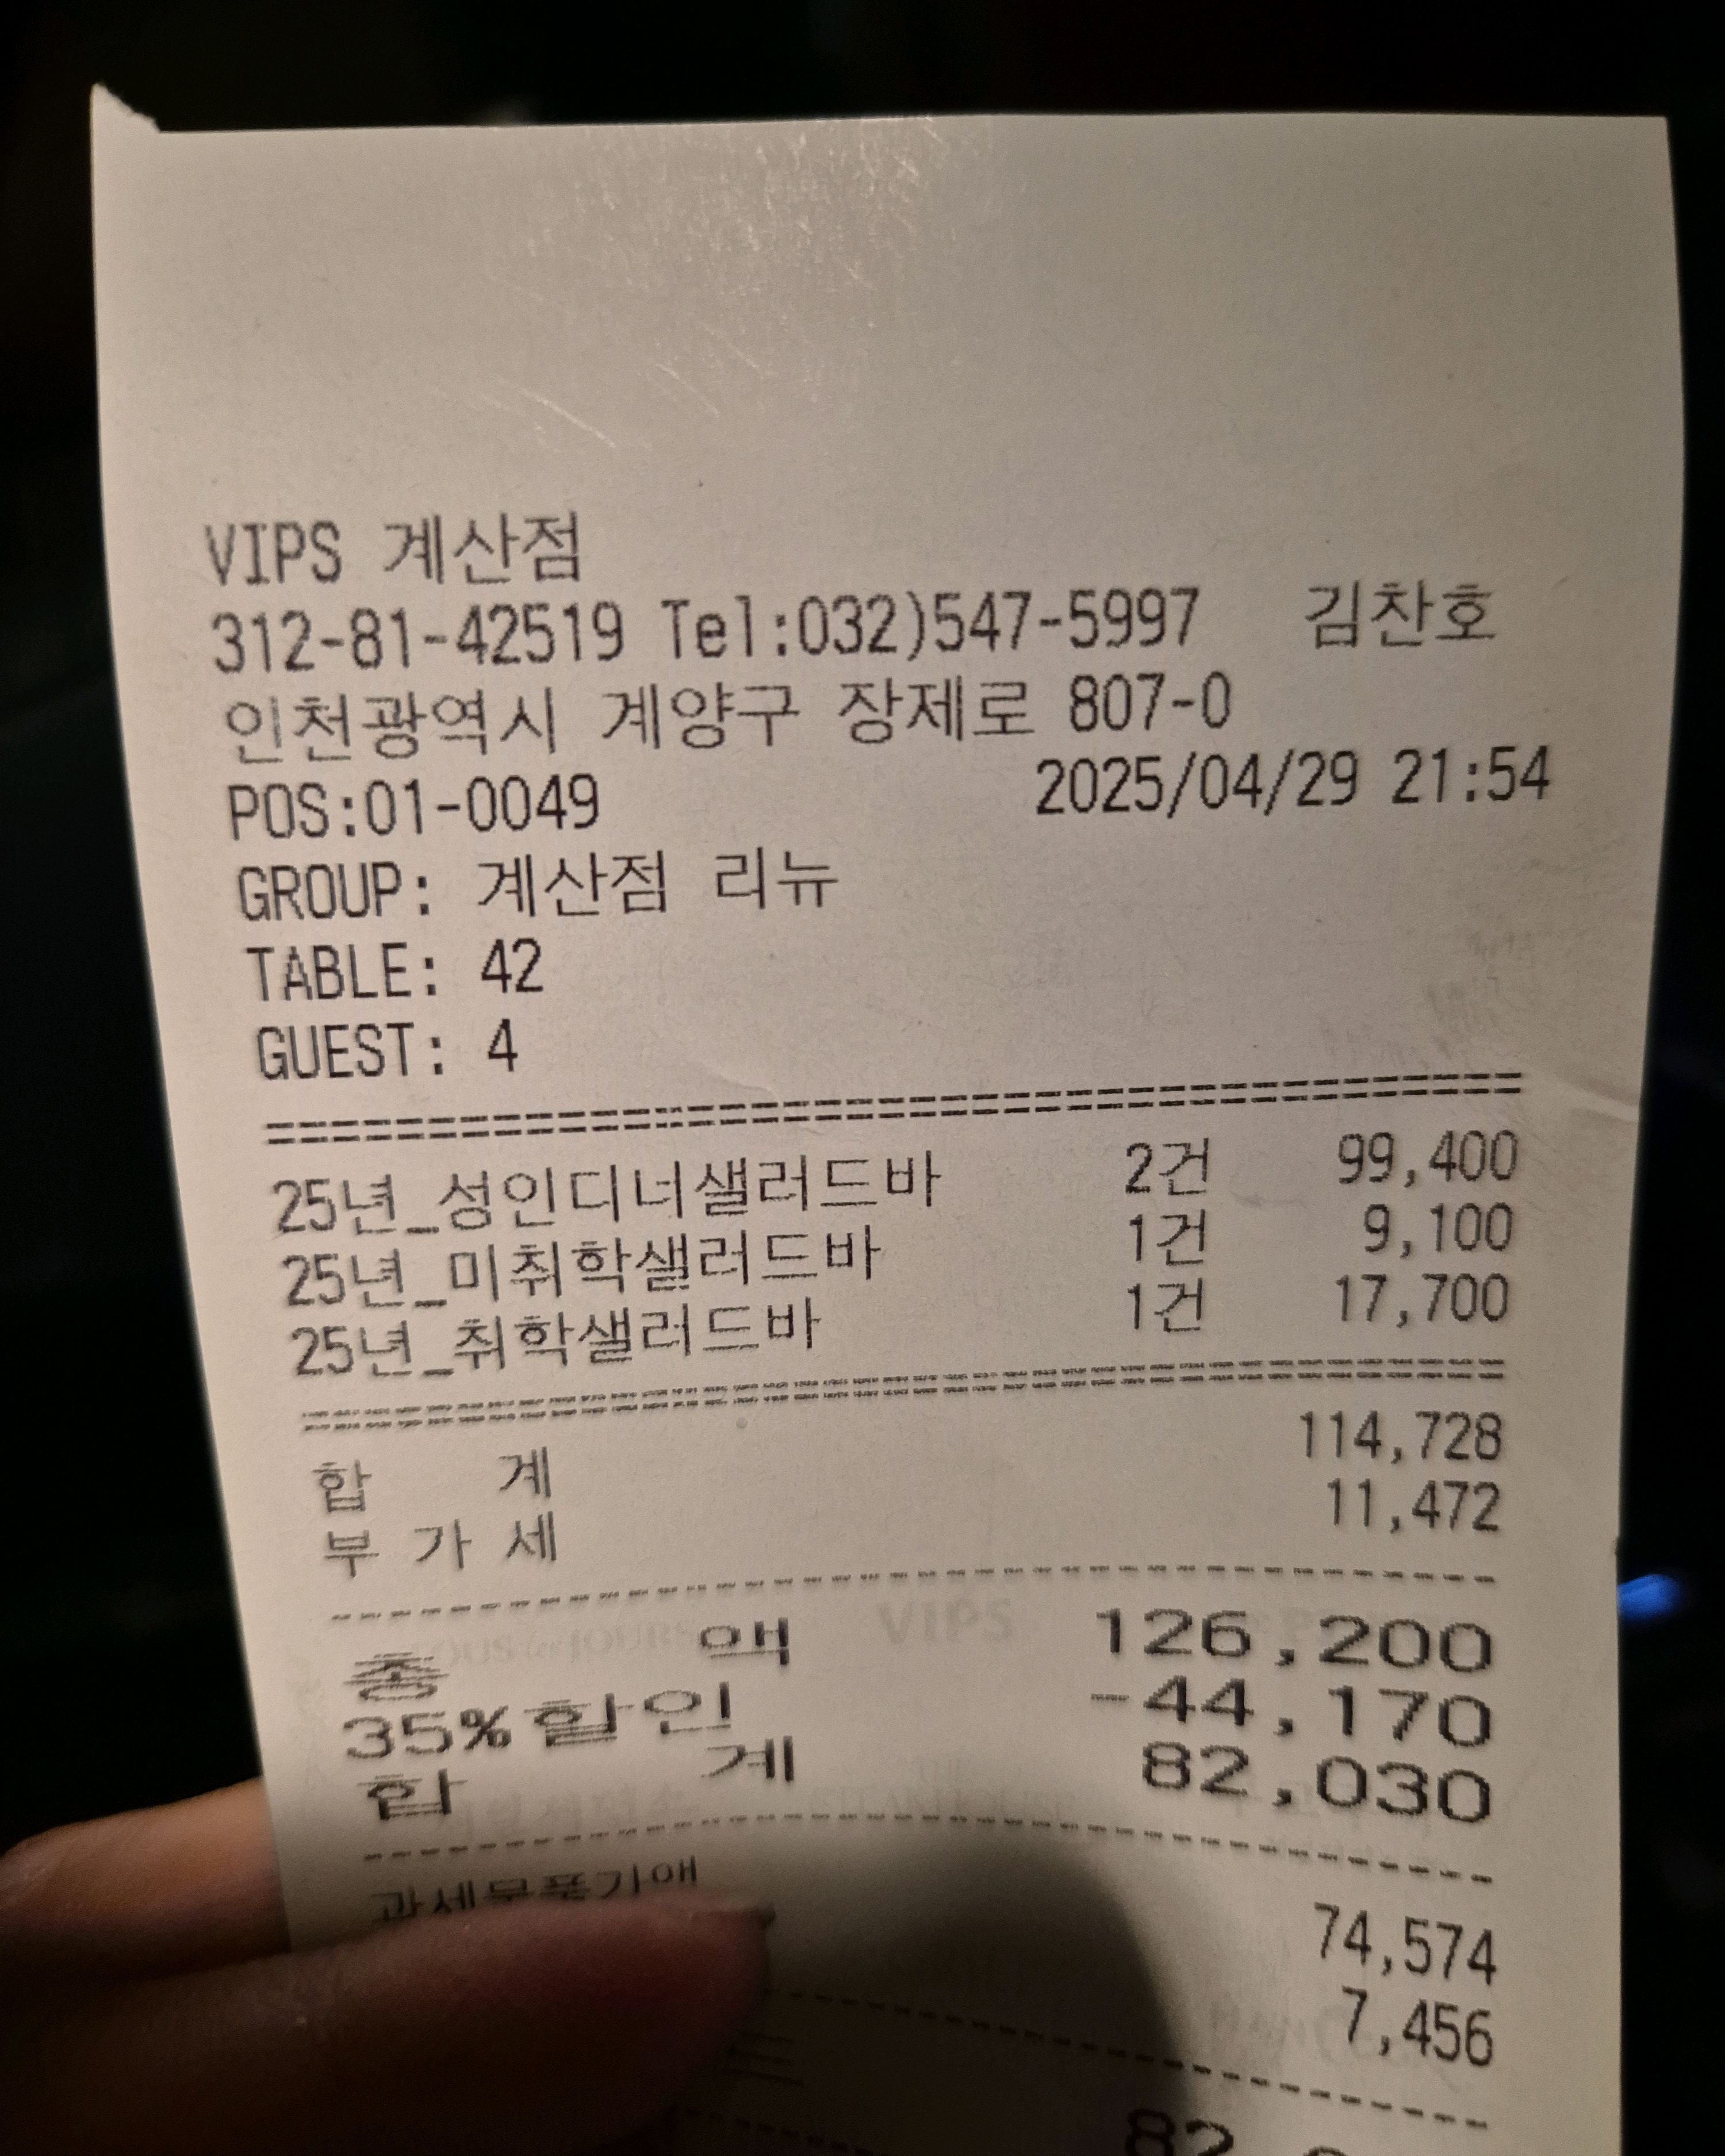 VIPS 계산점
312-81-42519 Tel:032)547-5997 김찬호
인천광역시 계양구 장제로 807-0
POS:01-0049 2025/04/29 21:54
GROUP: 계산점 리뉴
TABLE: 42
GUEST: 4
25년_성인디너샐러드바 2건 99,400
25년_미취학샐러드바 1건 9,100
25년_취학샐러드바 1건 17,700
합 계 114,728
부 가 세 11,472
총 액 126,200
35%할인 -44,170
합 계 82,030
과세물품가액 74,574
7,456